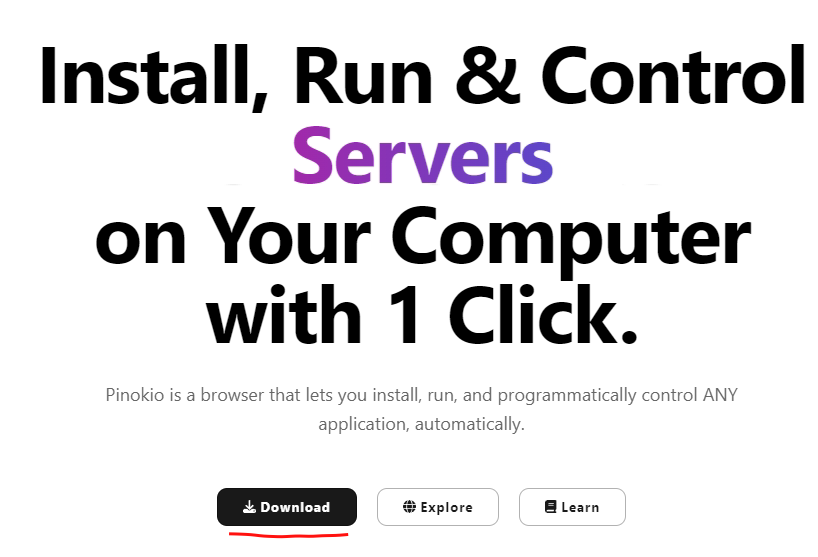 Install, Run & Control
Servers
on Your Computer
with 1 Click.
Pinokio is a browser that lets you install, run, and programmatically control ANY
application, automatically.
Download
Explore
Learn